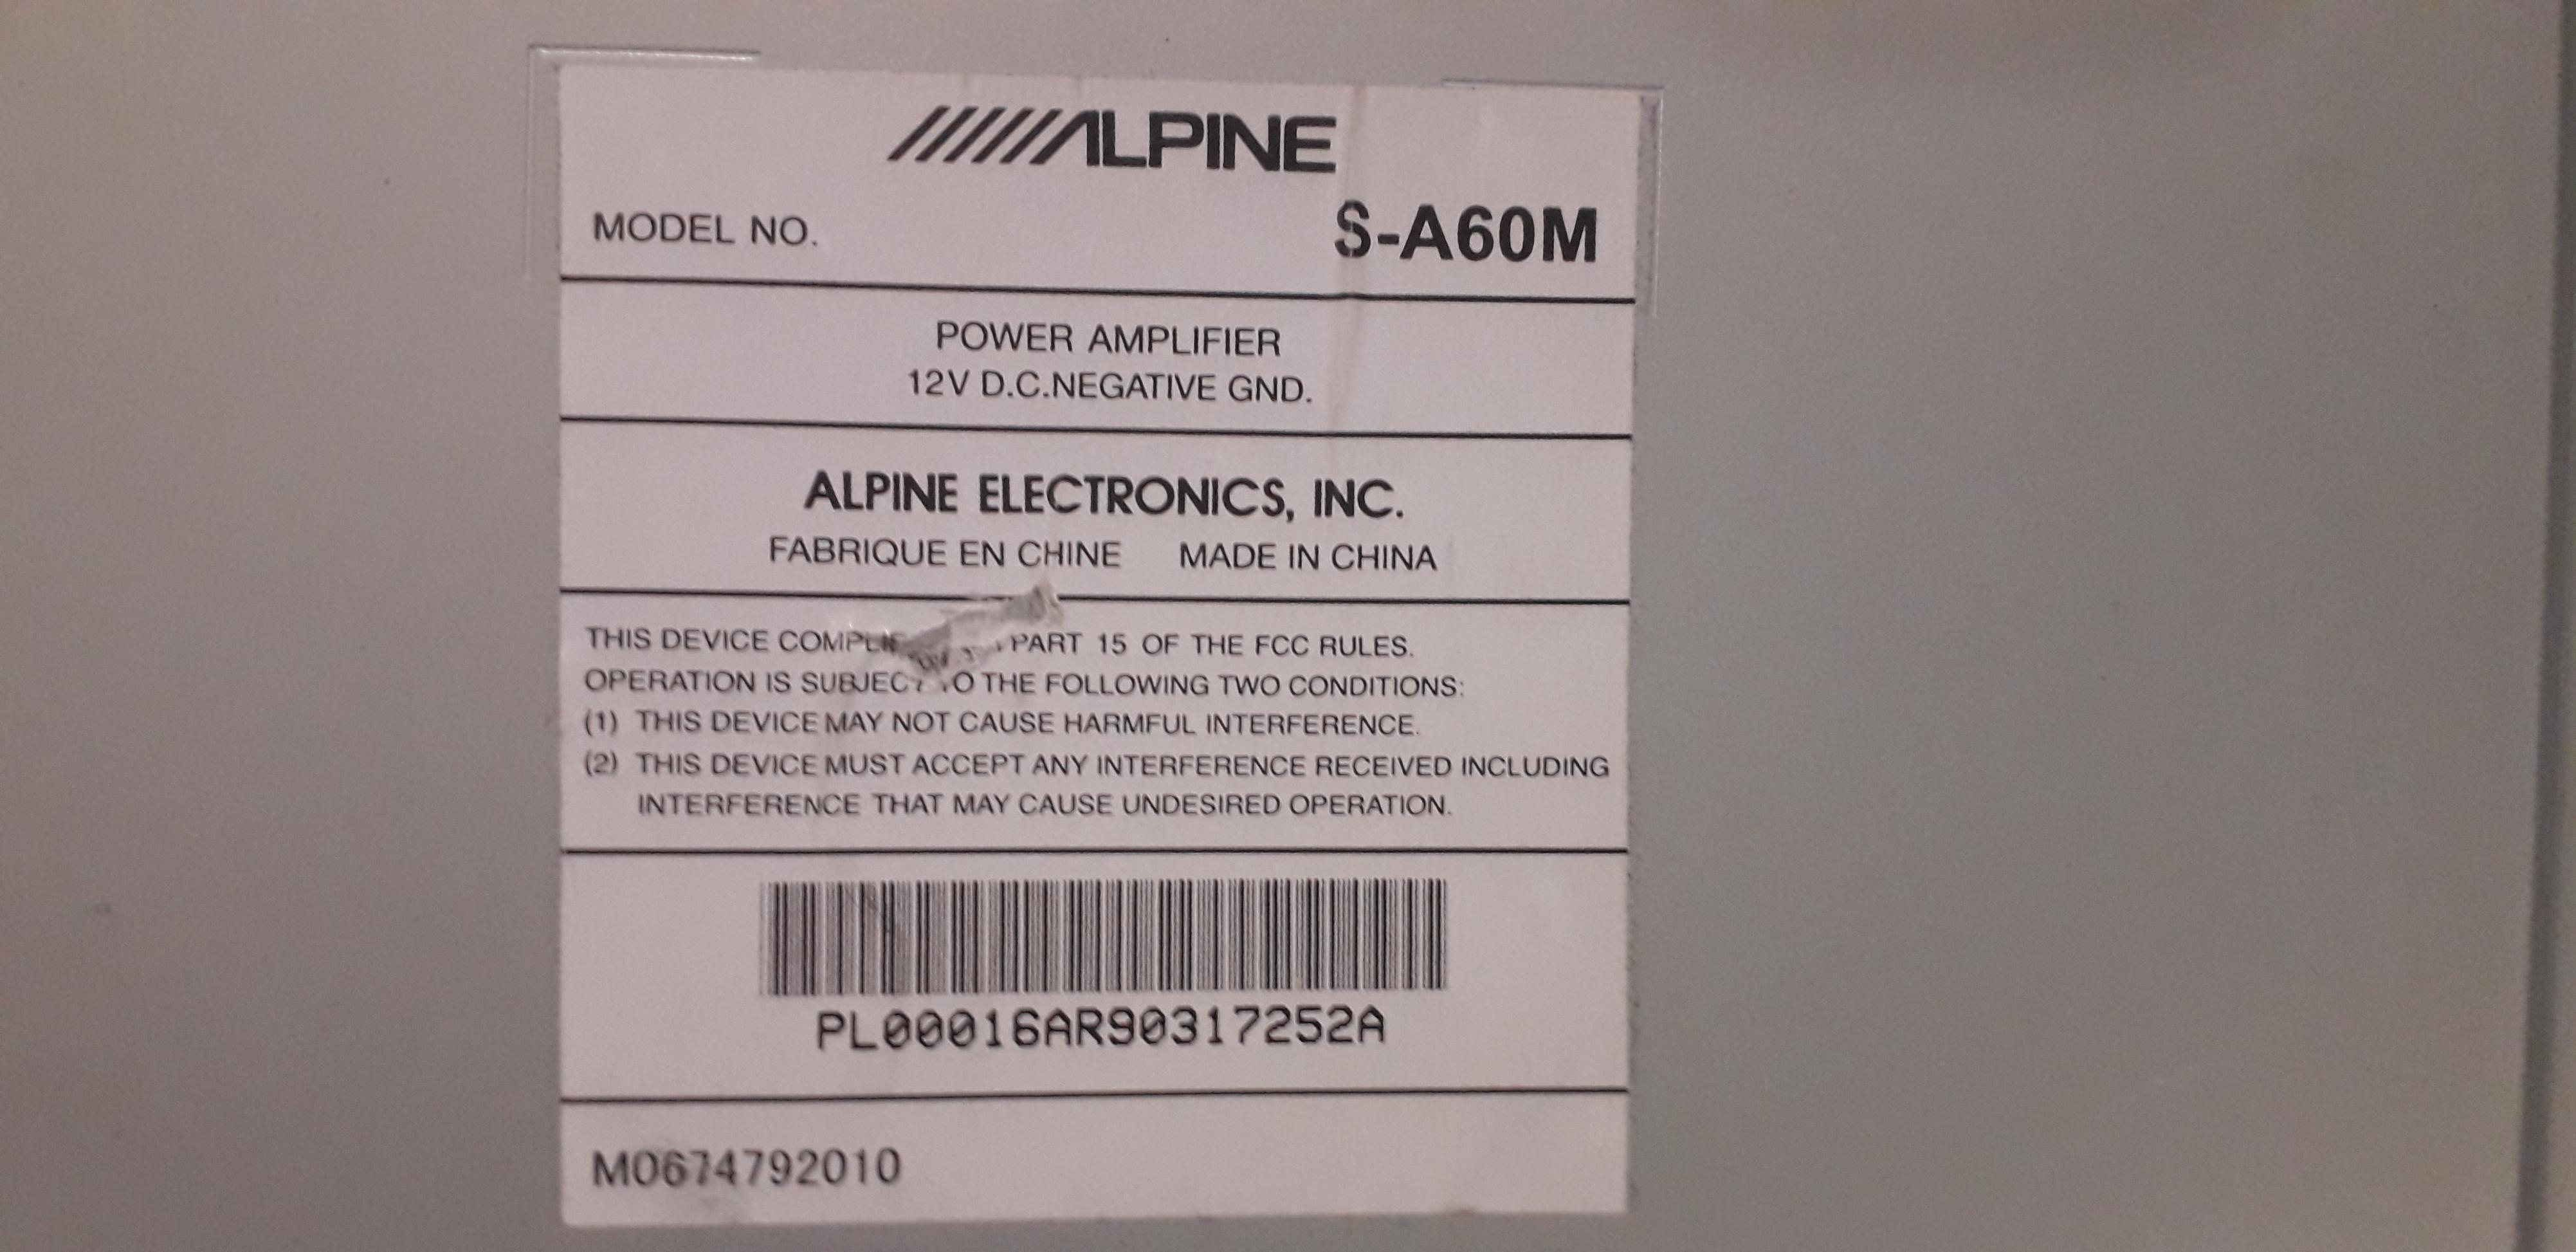 ALPINE
MODEL NO. S-A60M
POWER AMPLIFIER
12V D.C.NEGATIVE GND.
ALPINE ELECTRONICS, INC.
FABRIQUE EN CHINE MADE IN CHINA
THIS DEVICE PART 15 OF THE FCC RULES.
OPERATION IS SUBJECT TO THE FOLLOWING TWO CONDITIONS:
(1) THIS DEVICE MAY NOT CAUSE HARMFUL INTERFERENCE.
(2) THIS DEVICE MUST ACCEPT ANY INTERFERENCE RECEIVED INCLUDING
INTERFERENCE THAT MAY CAUSE UNDESIRED OPERATION.
PL00016AR90317252A
M0674792010